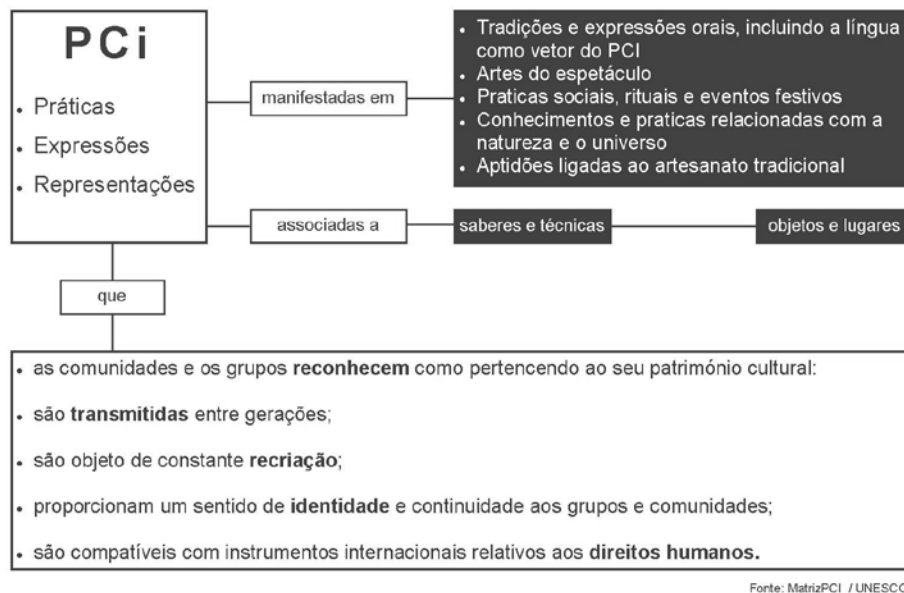 PCi
• Práticas
• Expressões
• Representações
manifestadas em
• Tradições e expressões orais, incluindo a língua
como vetor do PCI
• Artes do espetáculo
• Praticas sociais, rituais e eventos festivos
• Conhecimentos e praticas relacionadas com a
natureza e o universo
• Aptidões ligadas ao artesanato tradicional
associadas a
saberes e técnicas
objetos e lugares
que
• as comunidades e os grupos reconhecem como pertencendo ao seu património cultural:
• são transmitidas entre gerações;
• são objeto de constante recriação;
• proporcionam um sentido de identidade e continuidade aos grupos e comunidades;
• são compatíveis com instrumentos internacionais relativos aos direitos humanos.
Fonte: MatrizPCI / UNESCO